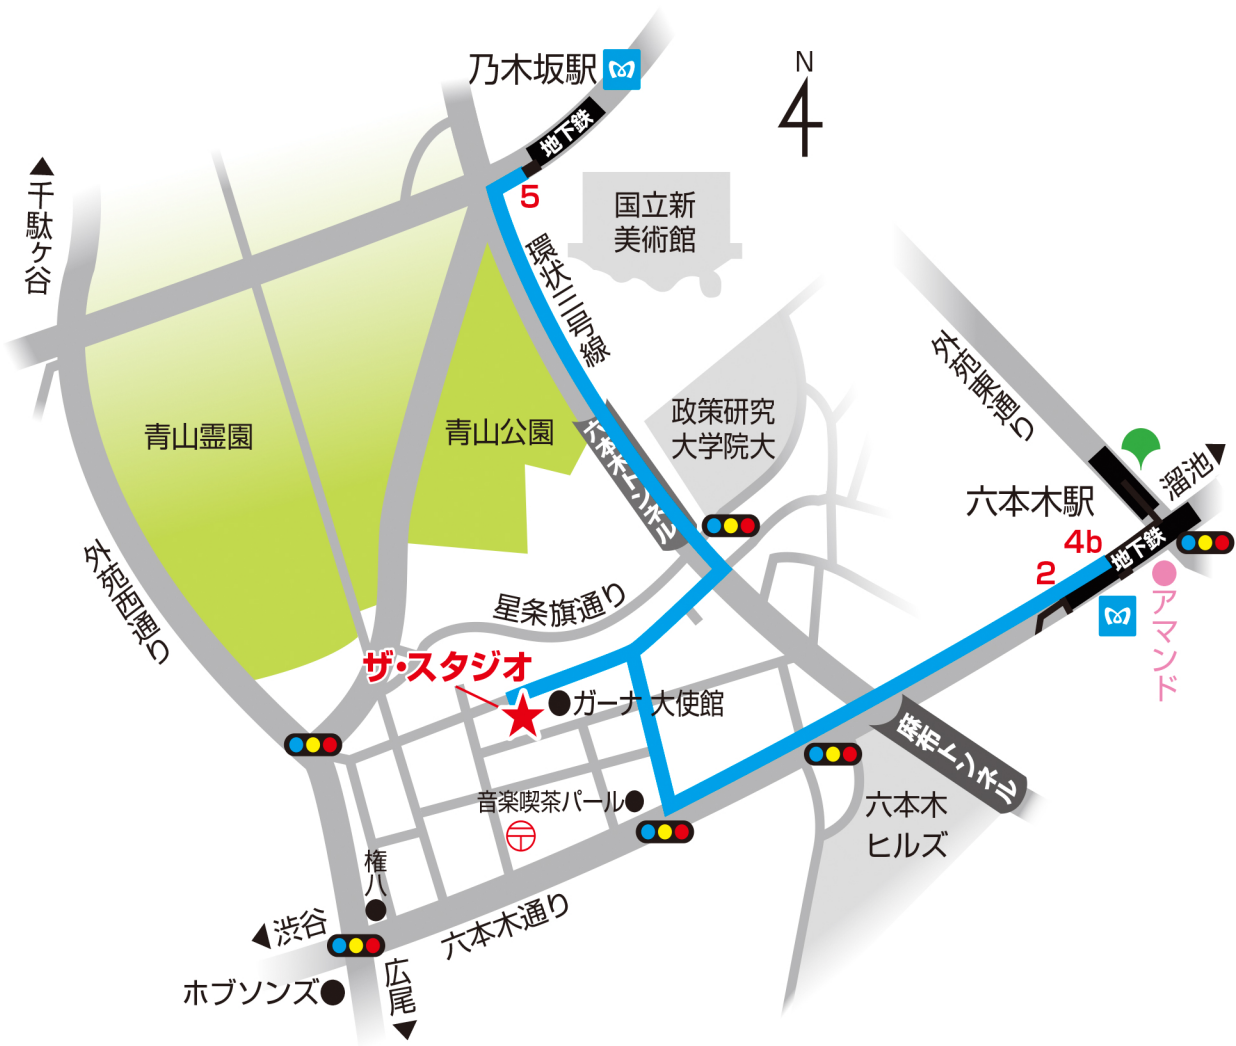 乃木坂駅
N
地下鉄
千駄ヶ谷
5
国立新
美術館
環状三号線
外苑東通り
政策研究
大学院大
青山霊園
青山公園
六本木トンネル
溜池
六本木駅
4b
地下鉄
2
アマンド
外苑西通り
星条旗通り
ザ・スタジオ
ガーナ 大使館
麻布トンネル
音楽喫茶パール
〒
六本木
ヒルズ
権八
渋谷
六本木通り
広尾
ホブソンズ